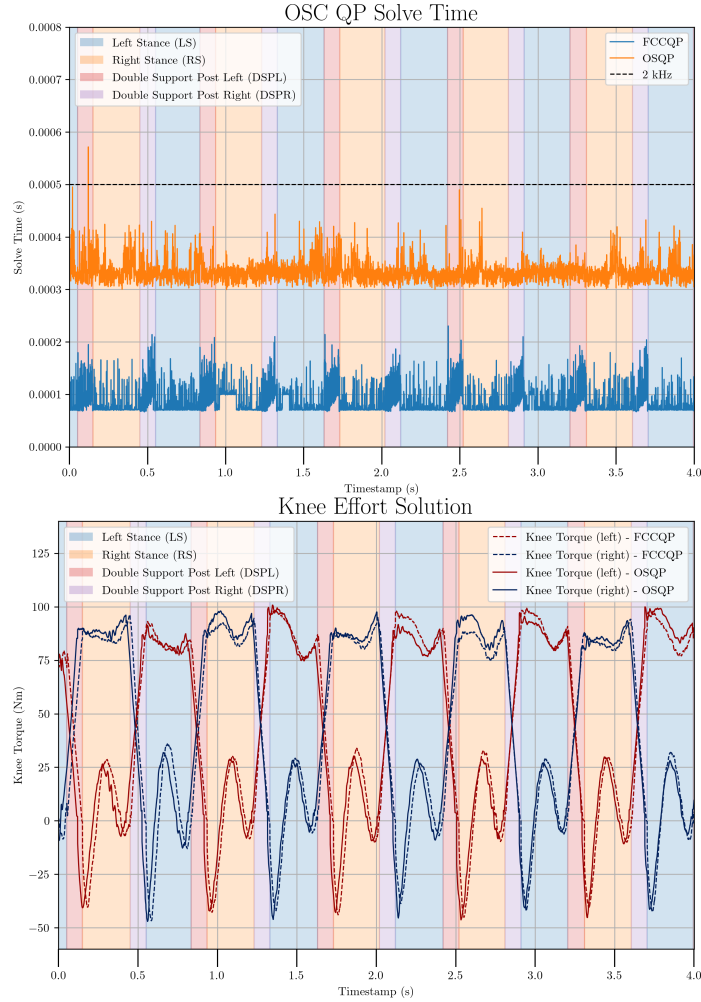 OSC QP Solve Time
0.0008
0.0007
0.0006
0.0005
0.0004
0.0003
0.0002
0.0001
0.0000
Solve Time (s)
Left Stance (LS)
Right Stance (RS)
Double Support Post Left (DSPL)
Double Support Post Right (DSPR)
FCCQP
OSQP
2 kHz
0.0 0.5 1.0 1.5 2.0 2.5 3.0 3.5 4.0
Timestamp (s)
Knee Effort Solution
125
100
75
50
25
0
−25
−50
Knee Torque (Nm)
Left Stance (LS)
Right Stance (RS)
Double Support Post Left (DSPL)
Double Support Post Right (DSPR)
Knee Torque (left) - FCCQP
Knee Torque (right) - FCCQP
Knee Torque (left) - OSQP
Knee Torque (right) - OSQP
0.0 0.5 1.0 1.5 2.0 2.5 3.0 3.5 4.0
Timestamp (s)